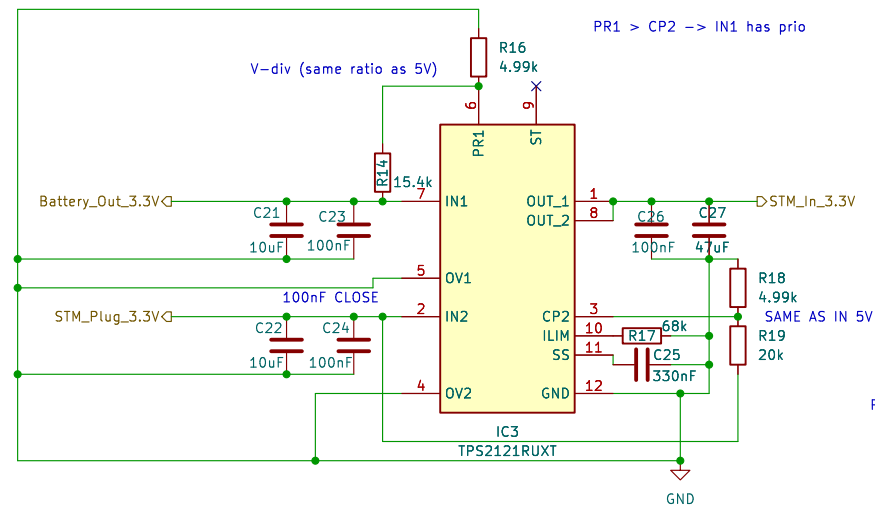 PR1 > CP2 -> IN1 has prio
R16
4.99k
V-div (same ratio as 5V)
6
9
PR1
ST
R14
15.4k
Battery_Out_3.3V
7
IN1
OUT_1
1
STM_In_3.3V
OUT_2
8
C21
C23
C26
C27
10uF
100nF
100nF
47uF
5
OV1
R18
4.99k
100nF CLOSE
STM_Plug_3.3V
2
IN2
CP2
3
SAME AS IN 5V
C22
C24
ILIM
10
R17
68k
R19
20k
SS
11
C25
10uF
100nF
330nF
4
OV2
GND
12
IC3
TPS2121RUXT
GND